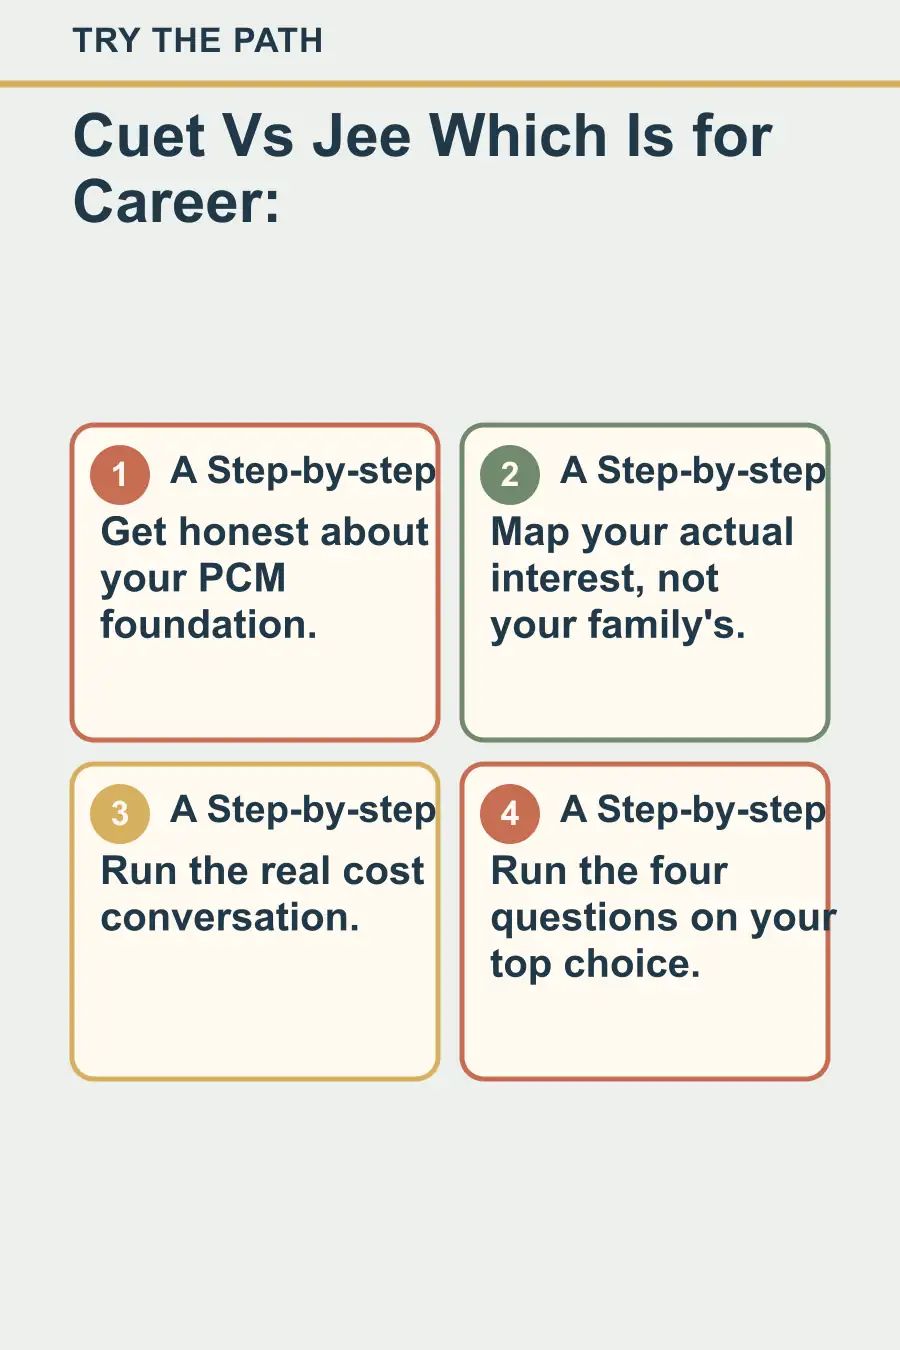 TRY THE PATH
Cuet Vs Jee Which Is for
Career:
1 A Step-by-step
Get honest about
your PCM
foundation.
2 A Step-by-step
Map your actual
interest, not
your family's.
3 A Step-by-step
Run the real cost
conversation.
4 A Step-by-step
Run the four
questions on your
top choice.